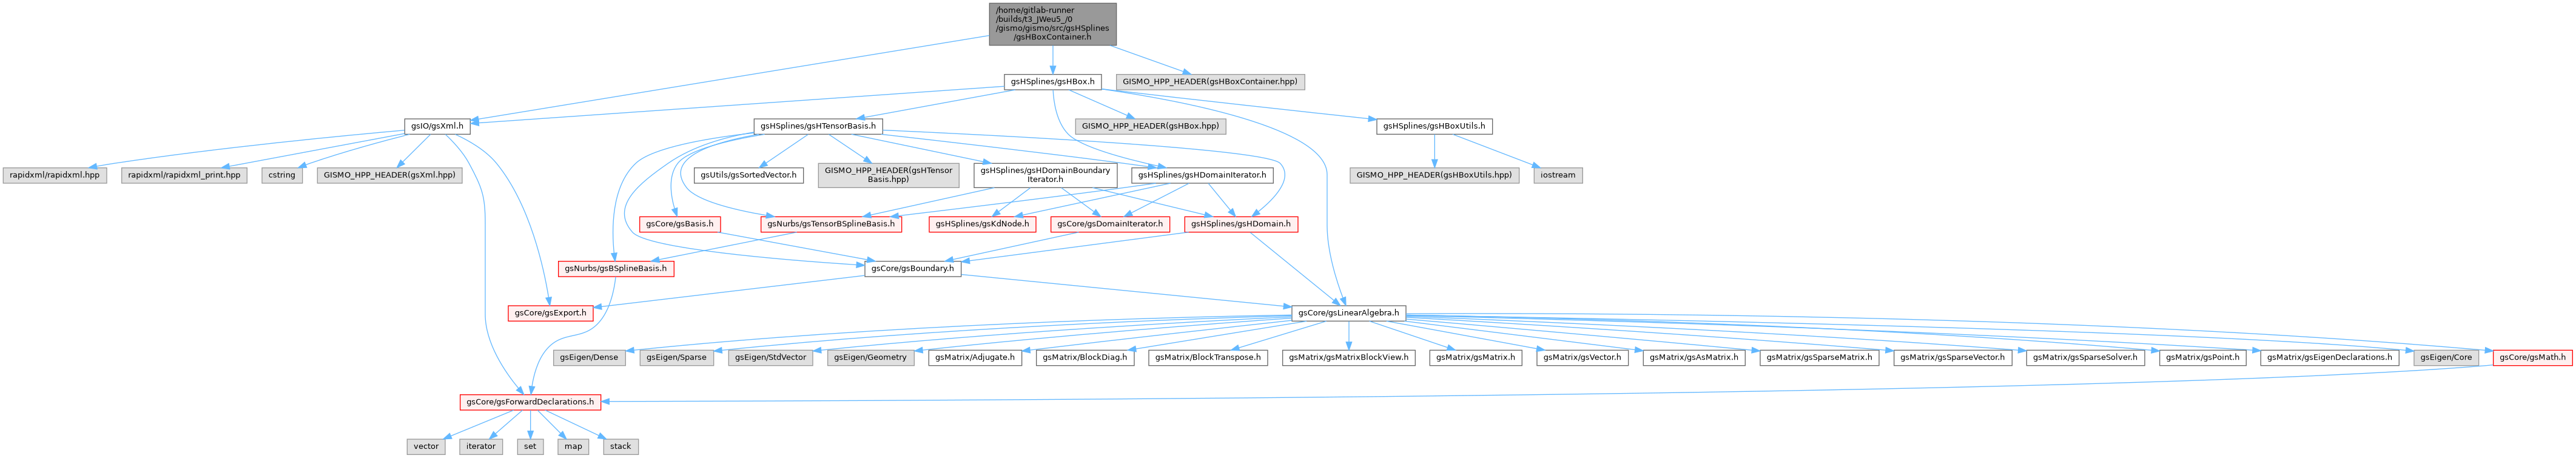 /home/gitlab-runner
/builds/t3_JWeu5_/0
/gismo/gismo/src/gsHSplines
/gsHBoxContainer.h
gsHSplines/gsHBox.h
GISMO_HPP_HEADER(gsHBoxContainer.hpp)
gsIO/gsXml.h
gsHSplines/gsHTensorBasis.h
GISMO_HPP_HEADER(gsHBox.hpp)
gsHSplines/gsHBoxUtils.h
rapidxml/rapidxml.hpp
rapidxml/rapidxml_print.hpp
cstring
GISMO_HPP_HEADER(gsXml.hpp)
gsUtils/gsSortedVector.h
GISMO_HPP_HEADER(gsHTensor
Basis.hpp)
gsHSplines/gsHDomainBoundary
Iterator.h
gsHSplines/gsHDomainIterator.h
GISMO_HPP_HEADER(gsHBoxUtils.hpp)
iostream
gsCore/gsBasis.h
gsNurbs/gsTensorBSplineBasis.h
gsHSplines/gsKdNode.h
gsCore/gsDomainIterator.h
gsHSplines/gsHDomain.h
gsNurbs/gsBSplineBasis.h
gsCore/gsBoundary.h
gsCore/gsExport.h
gsCore/gsLinearAlgebra.h
gsEigen/Dense
gsEigen/Sparse
gsEigen/StdVector
gsEigen/Geometry
gsMatrix/Adjugate.h
gsMatrix/BlockDiag.h
gsMatrix/BlockTranspose.h
gsMatrix/gsMatrixBlockView.h
gsMatrix/gsMatrix.h
gsMatrix/gsVector.h
gsMatrix/gsAsMatrix.h
gsMatrix/gsSparseMatrix.h
gsMatrix/gsSparseVector.h
gsMatrix/gsSparseSolver.h
gsMatrix/gsPoint.h
gsMatrix/gsEigenDeclarations.h
gsEigen/Core
gsCore/gsMath.h
gsCore/gsForwardDeclarations.h
vector
iterator
set
map
stack